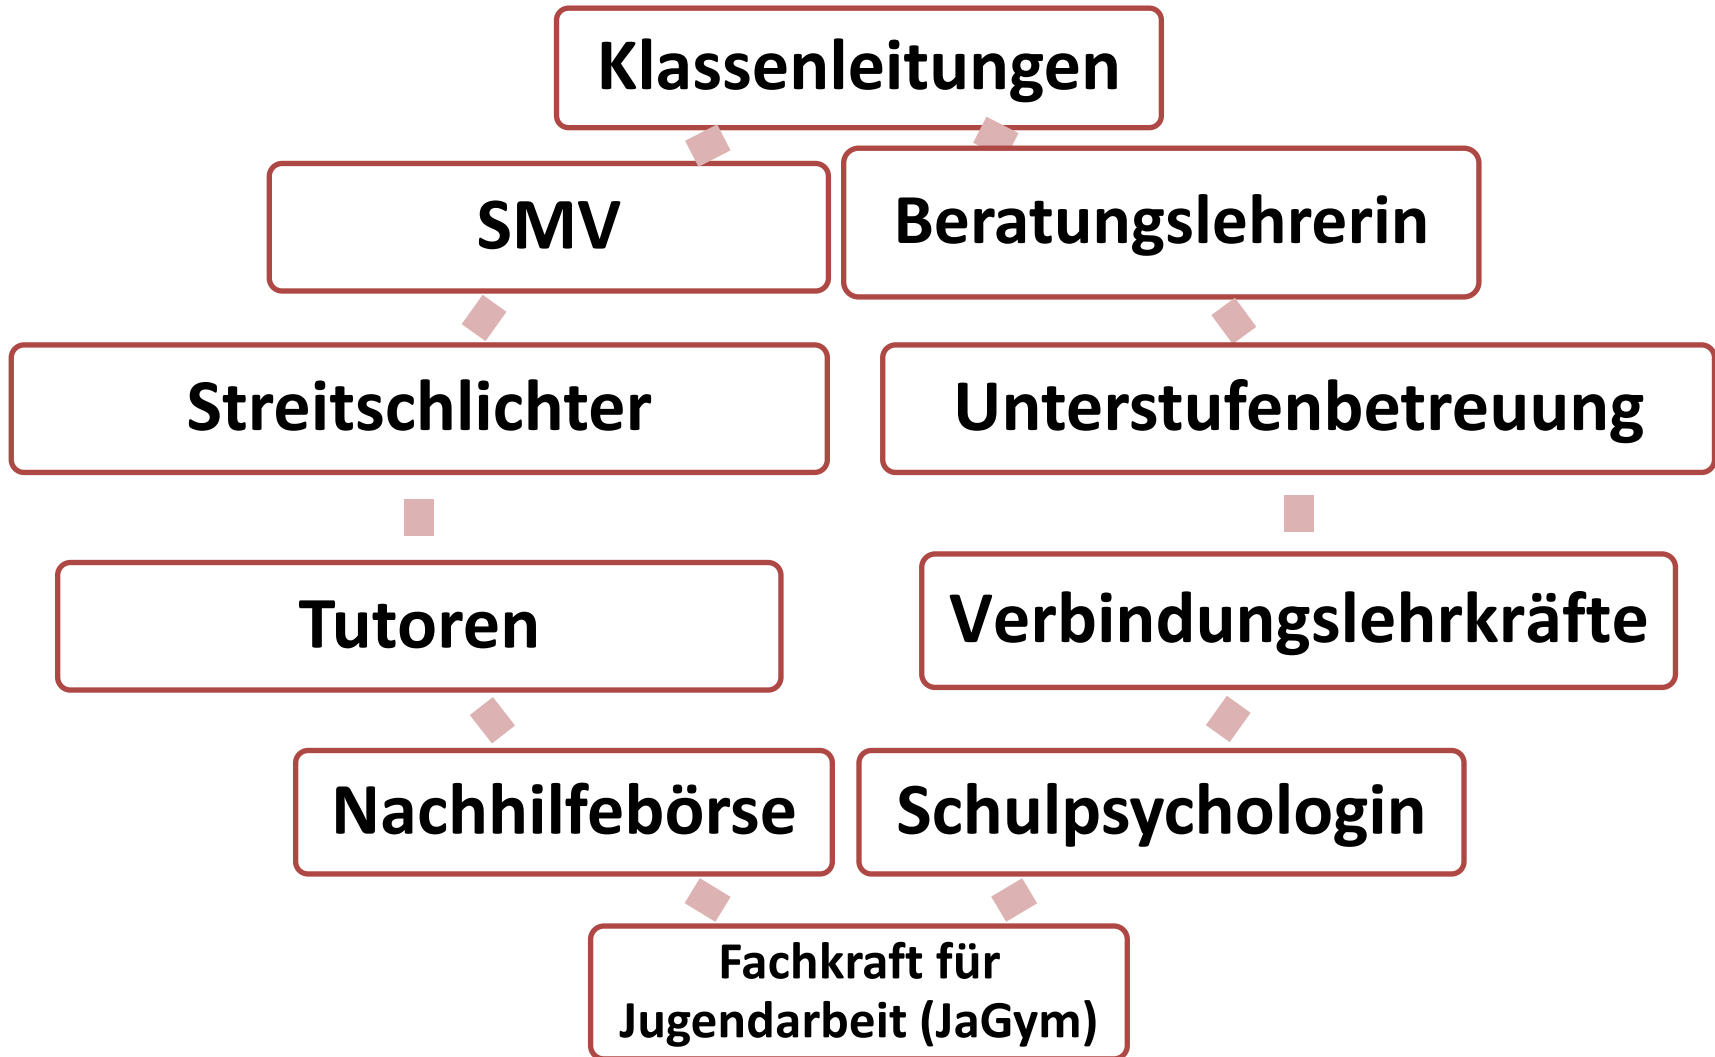 Klassenleitungen
SMV
Beratungslehrerin
Streitschlichter
Unterstufenbetreuung
Tutoren
Verbindungslehrkräfte
Nachhilfebörse
Schulpsychologin
Fachkraft für
Jugendarbeit (JaGym)